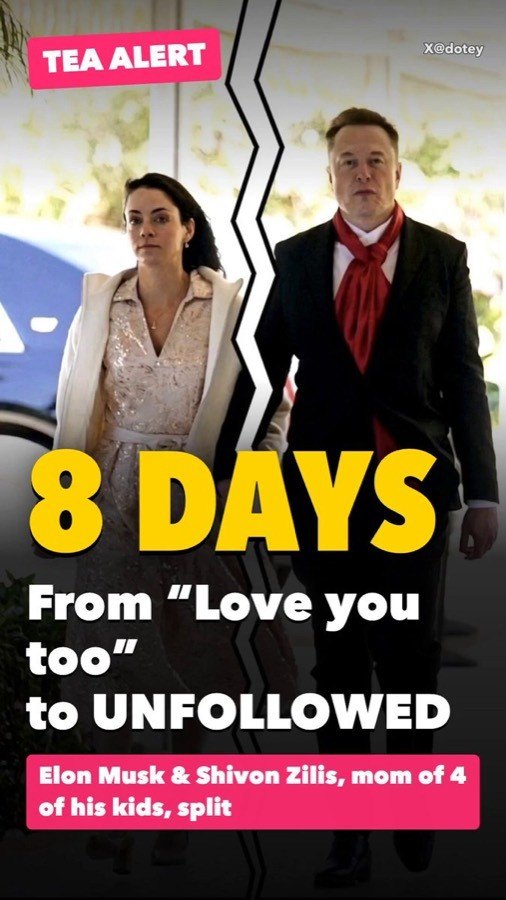 TEA ALERT
X@dotey
8 DAYS
From “Love you
too”
to UNFOLLOWED
Elon Musk & Shivon Zilis, mom of 4
of his kids, split